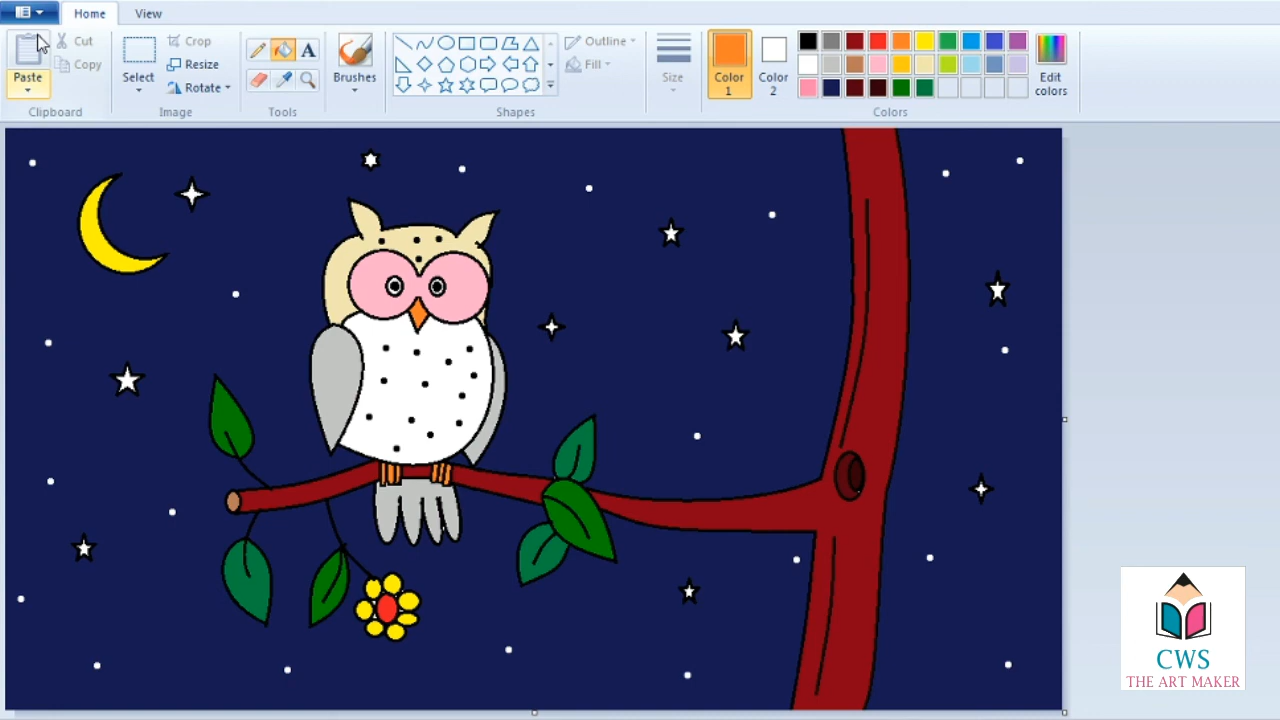 Home View
Cut
Copy
Paste
Clipboard
Crop
Resize
Rotate
Select
Image
A
Tools
Brushes
Shapes
Outline
Fill
Size
Color 1
Color 2
Edit colors
Colors
CWS
THE ART MAKER